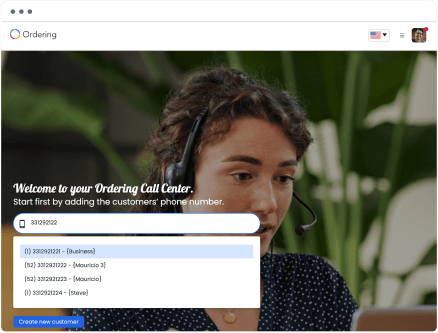 Ordering
Welcome to your Ordering Call Center.
Start first by adding the customers' phone number.
331292122
(1) 3312921221 - {Business}
(52) 3312921222 - {Mauricio 3}
(52) 3312921223 - {Mauricio}
(1) 3312921224 - {Steve}
Create new customer